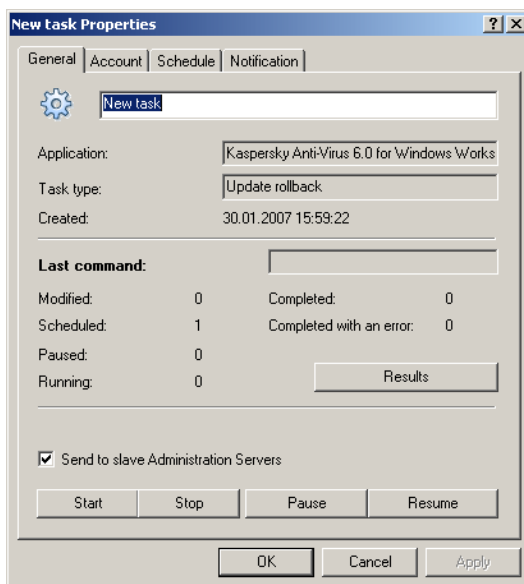 New task Properties
General Account Schedule Notification
New task
Application: Kaspersky Anti-Virus 6.0 for Windows Works
Task type: Update rollback
Created: 30.01.2007 15:59:22
Last command:
Modified: 0 Completed: 0
Scheduled: 1 Completed with an error: 0
Paused: 0
Running: 0 Results
Send to slave Administration Servers
Start Stop Pause Resume
OK Cancel Apply